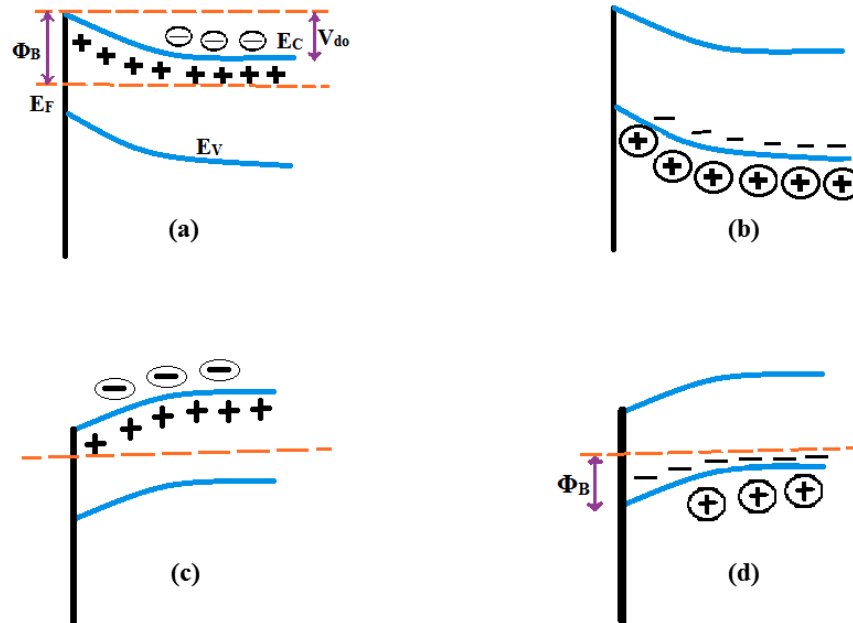 Φ_B
E_C
V_do
E_F
E_V
(a)
(b)
(c)
Φ_B
(d)